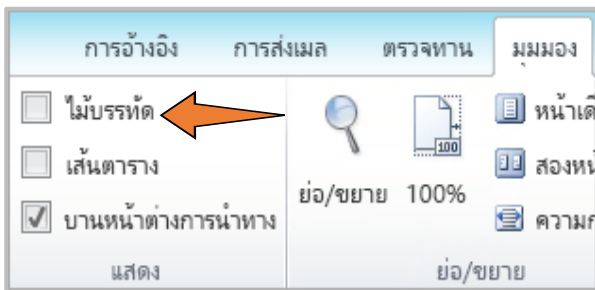 การอ้างอิง การส่งเมล ตรวจทาน มุมมอง
ไม้บรรทัด
เส้นตาราง
บานหน้าต่างการนำทาง
แสดง
ย่อ/ขยาย
100
100%
สองหน้
ย่อ/ขยาย